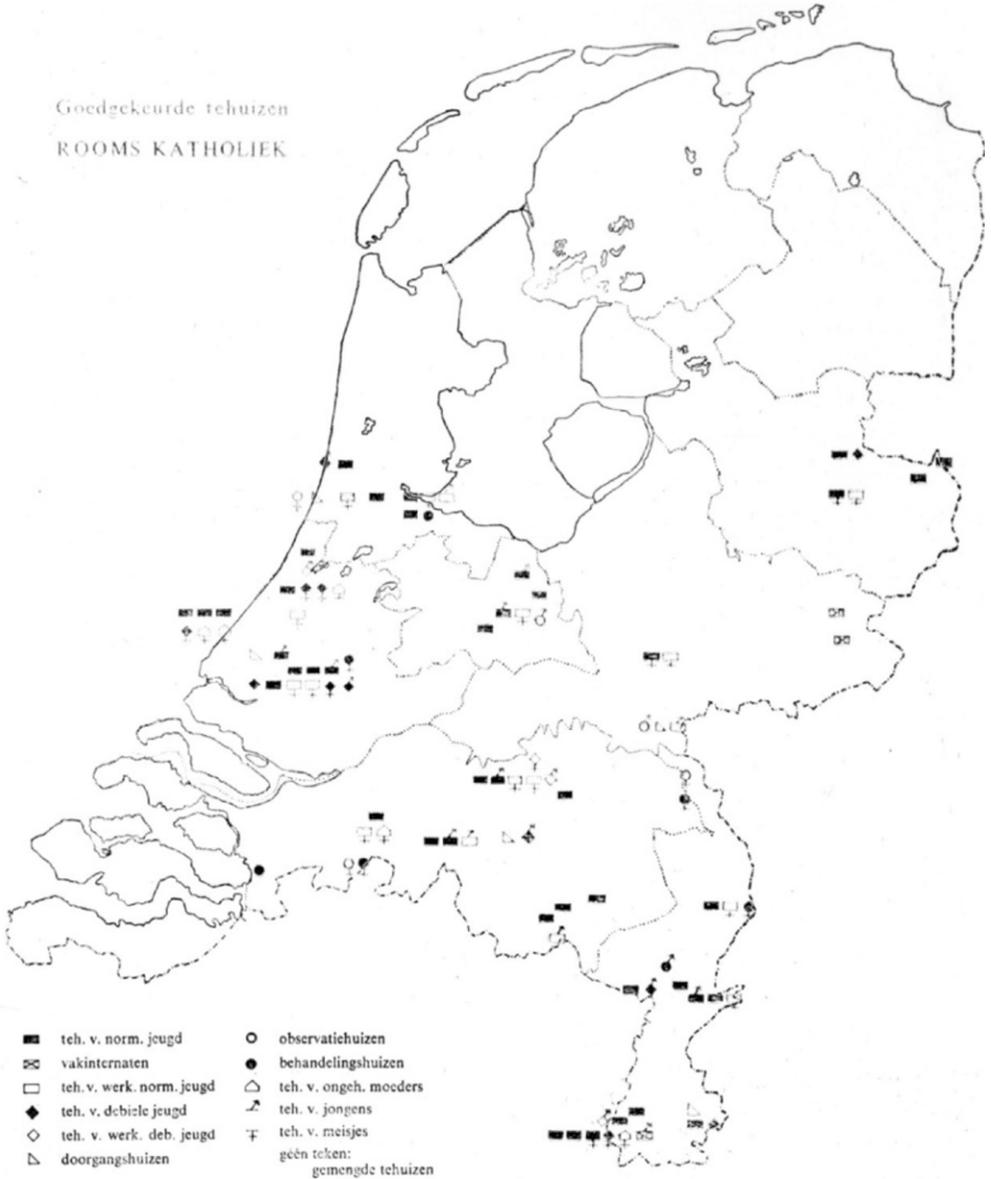 Goedgekeurde tehuizen
ROOMS KATHOLIEK
teh. v. norm. jeugd
vakinternaten
teh. v. werk. norm. jeugd
teh. v. debiele jeugd
teh. v. werk. deb. jeugd
doorgangshuizen
observatiehuizen
behandelingshuizen
teh. v. ongeh. moeders
teh. v. jongens
teh. v. meisjes
géén teken:
gemengde tehuizen